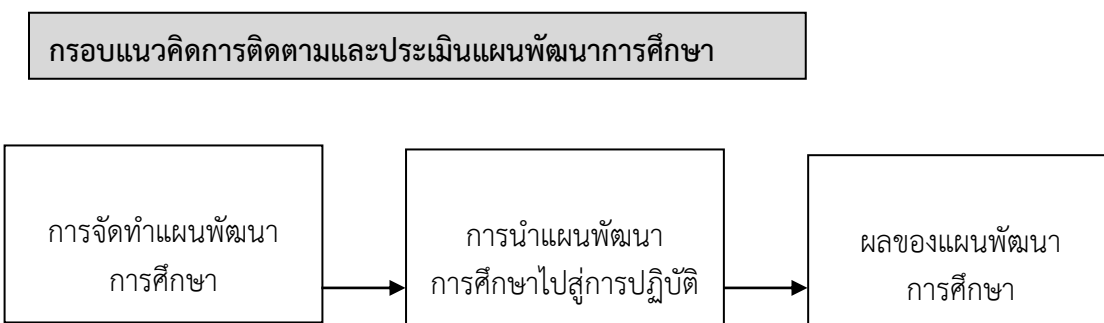 กรอบแนวคิดการติดตามและประเมินแผนพัฒนาการศึกษา
การจัดทำแผนพัฒนา
การศึกษา
การนำแผนพัฒนา
การศึกษาไปสู่การปฏิบัติ
ผลของแผนพัฒนา
การศึกษา